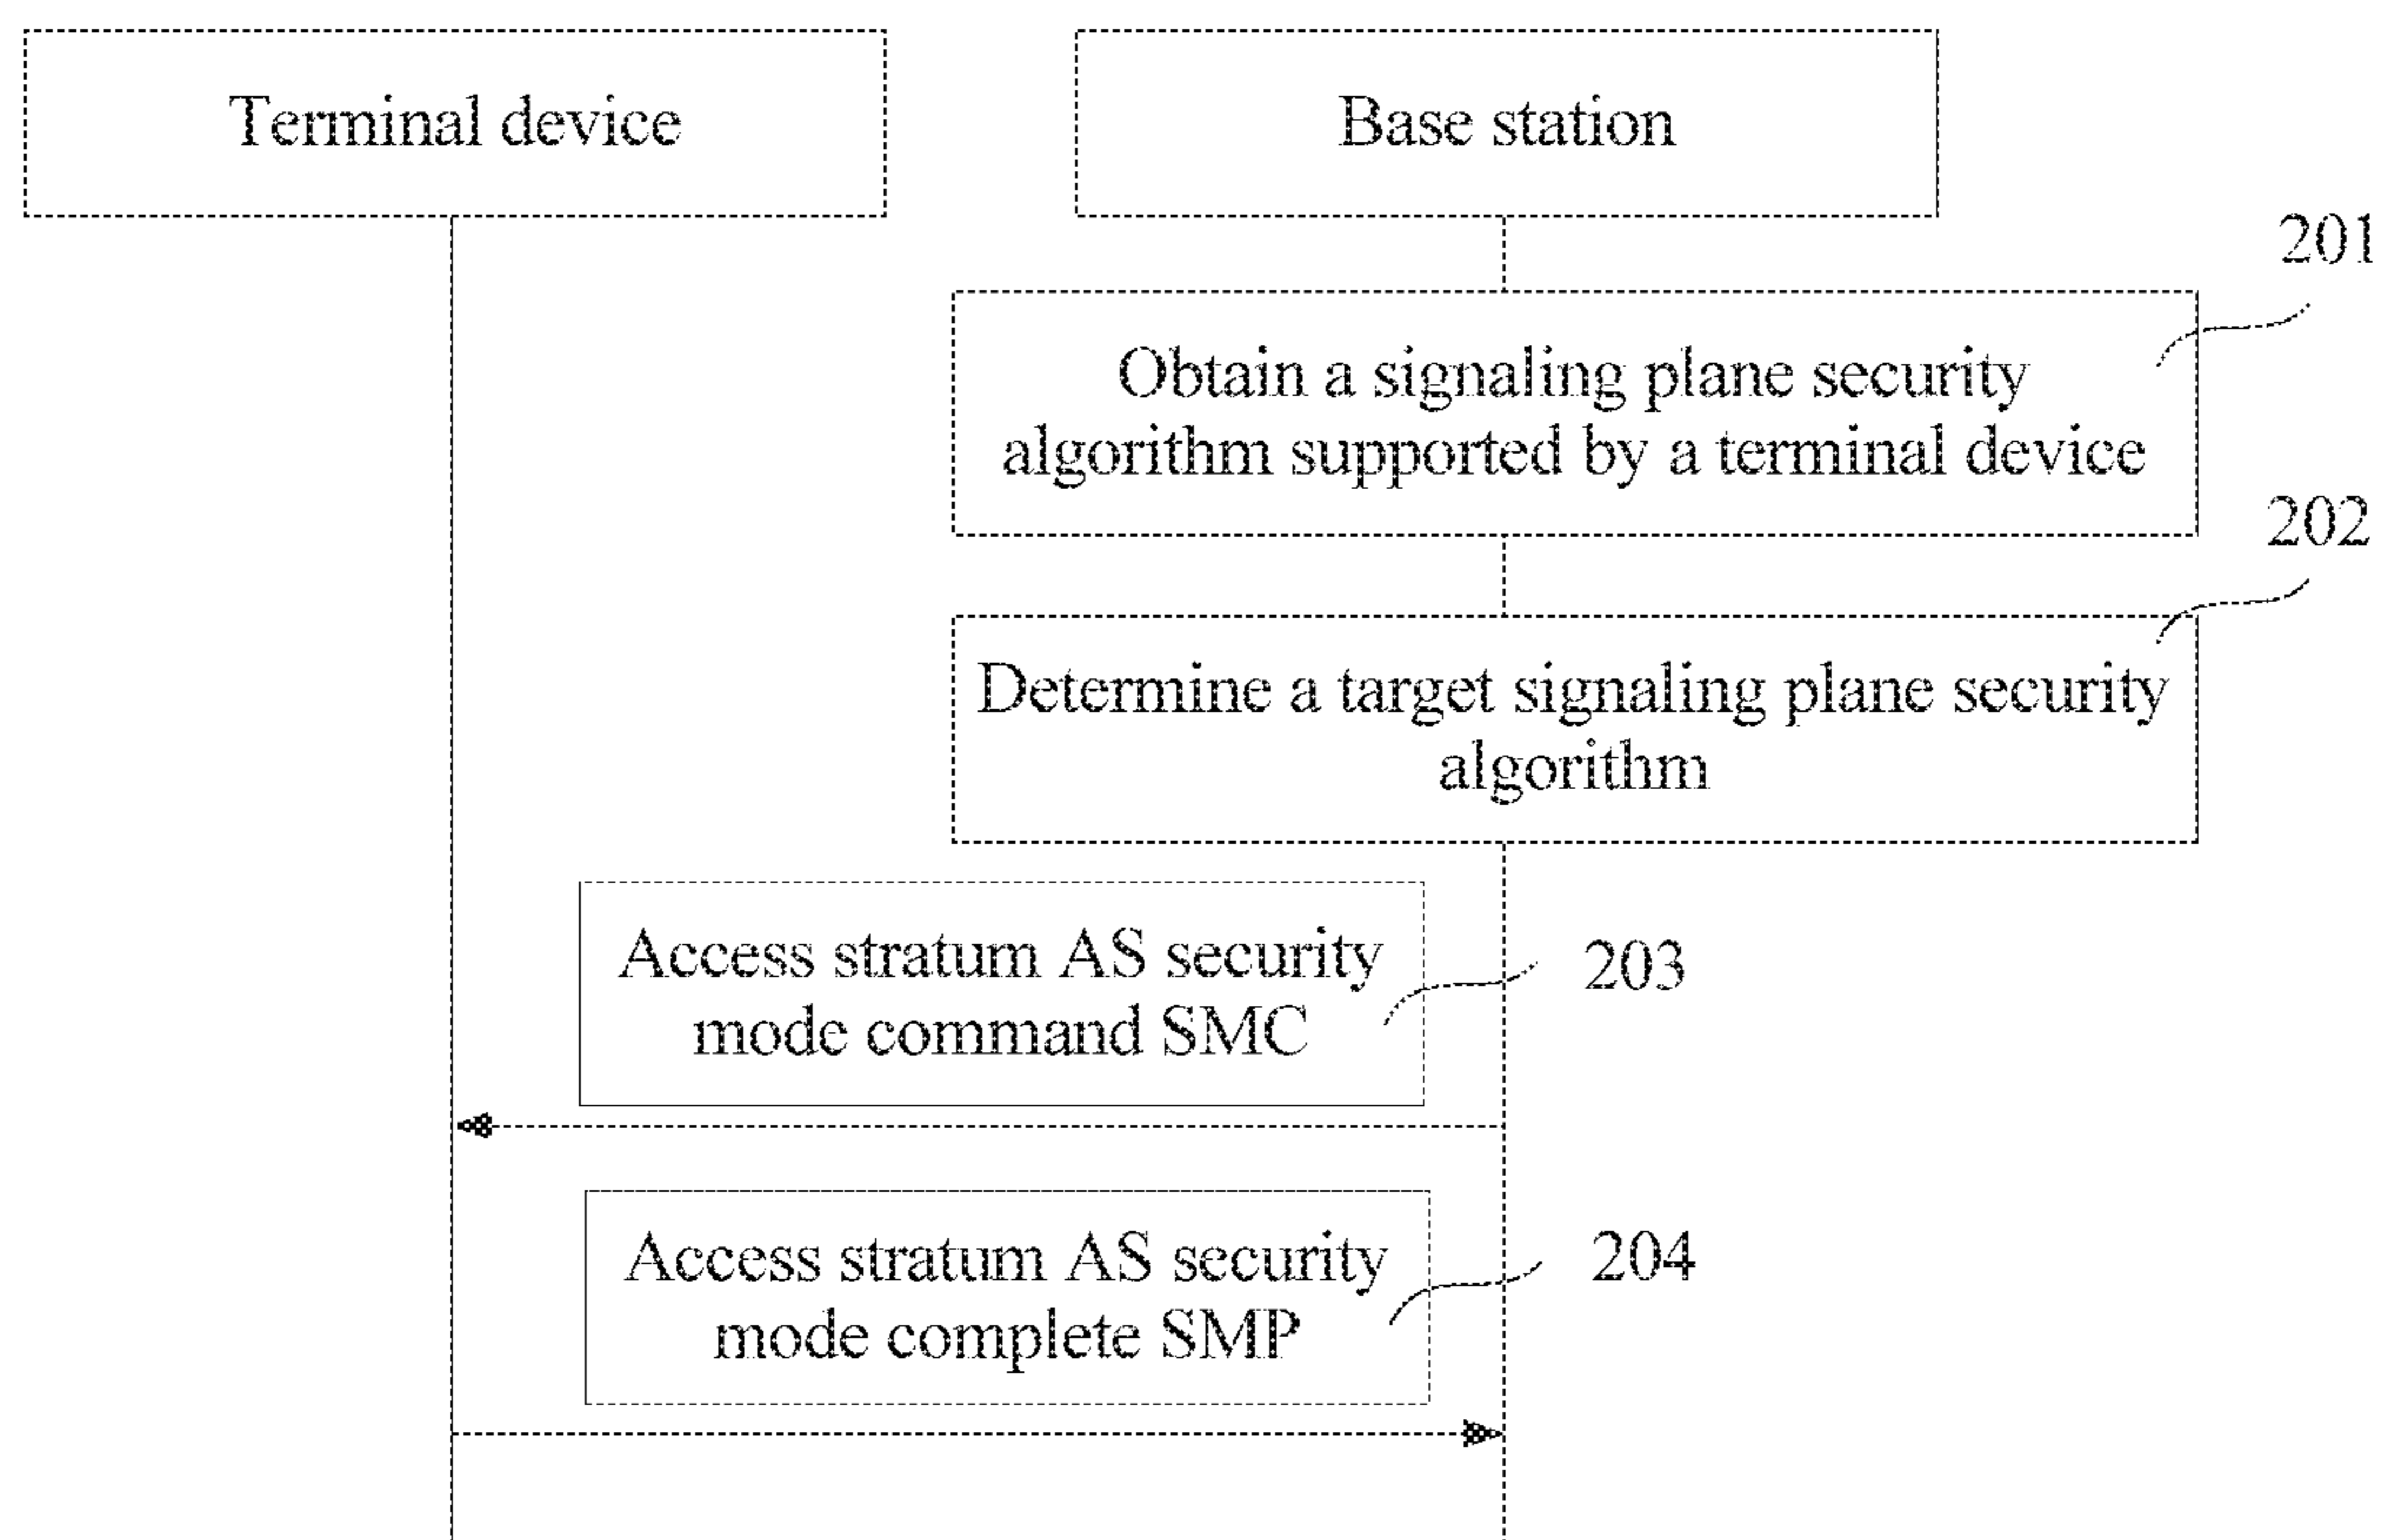 Terminal device
Base station
201
Obtain a signaling plane security
algorithm supported by a terminal device
202
Determine a target signaling plane security
algorithm
Access stratum AS security
mode command SMC
203
Access stratum AS security
mode complete SMP
204